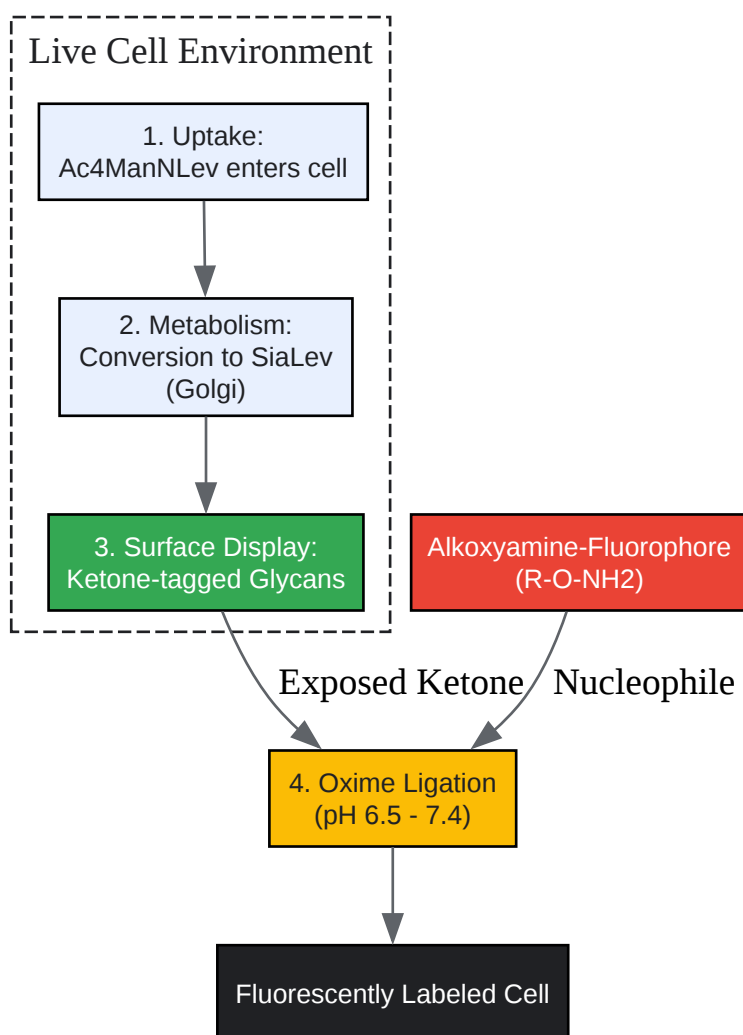 Live Cell Environment
1. Uptake:
Ac4ManNLev enters cell
2. Metabolism:
Conversion to SiaLev
(Golgi)
3. Surface Display:
Ketone-tagged Glycans
Alkoxyamine-Fluorophore
(R-O-NH2)
Exposed Ketone
Nucleophile
4. Oxime Ligation
(pH 6.5 - 7.4)
Fluorescently Labeled Cell